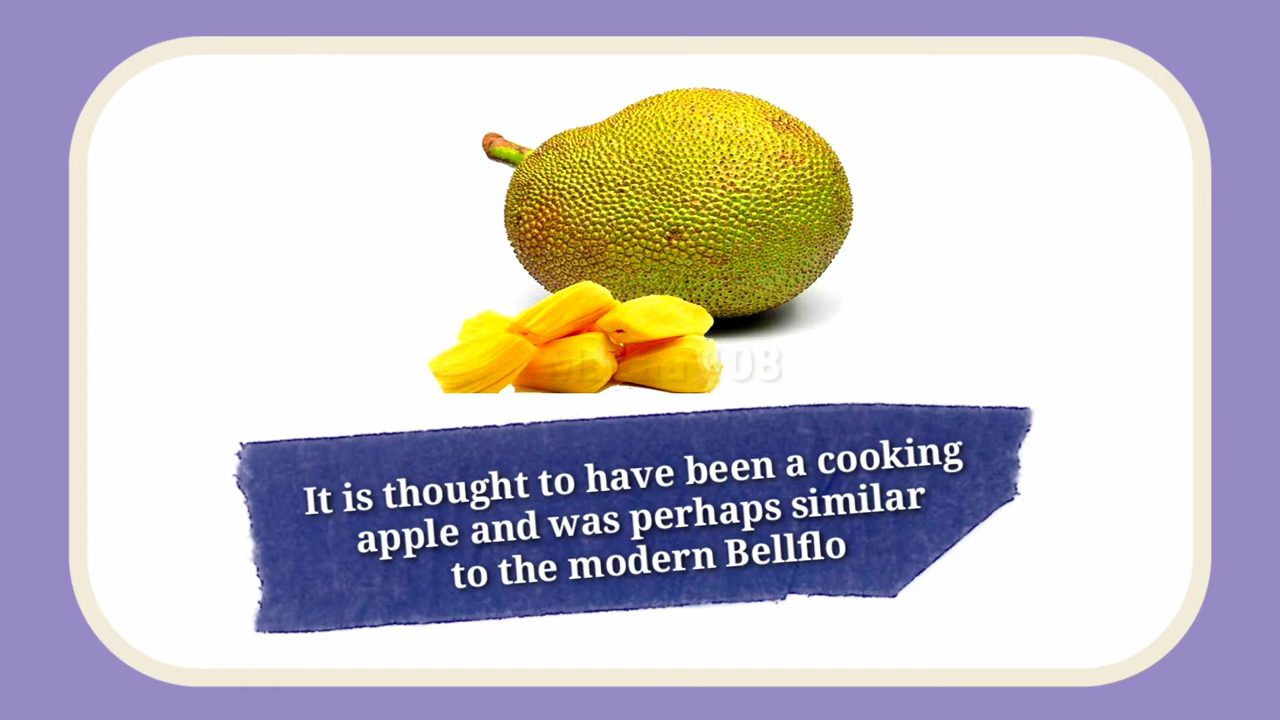 It is thought to have been a cooking
apple and was perhaps similar
to the modern Bellflo